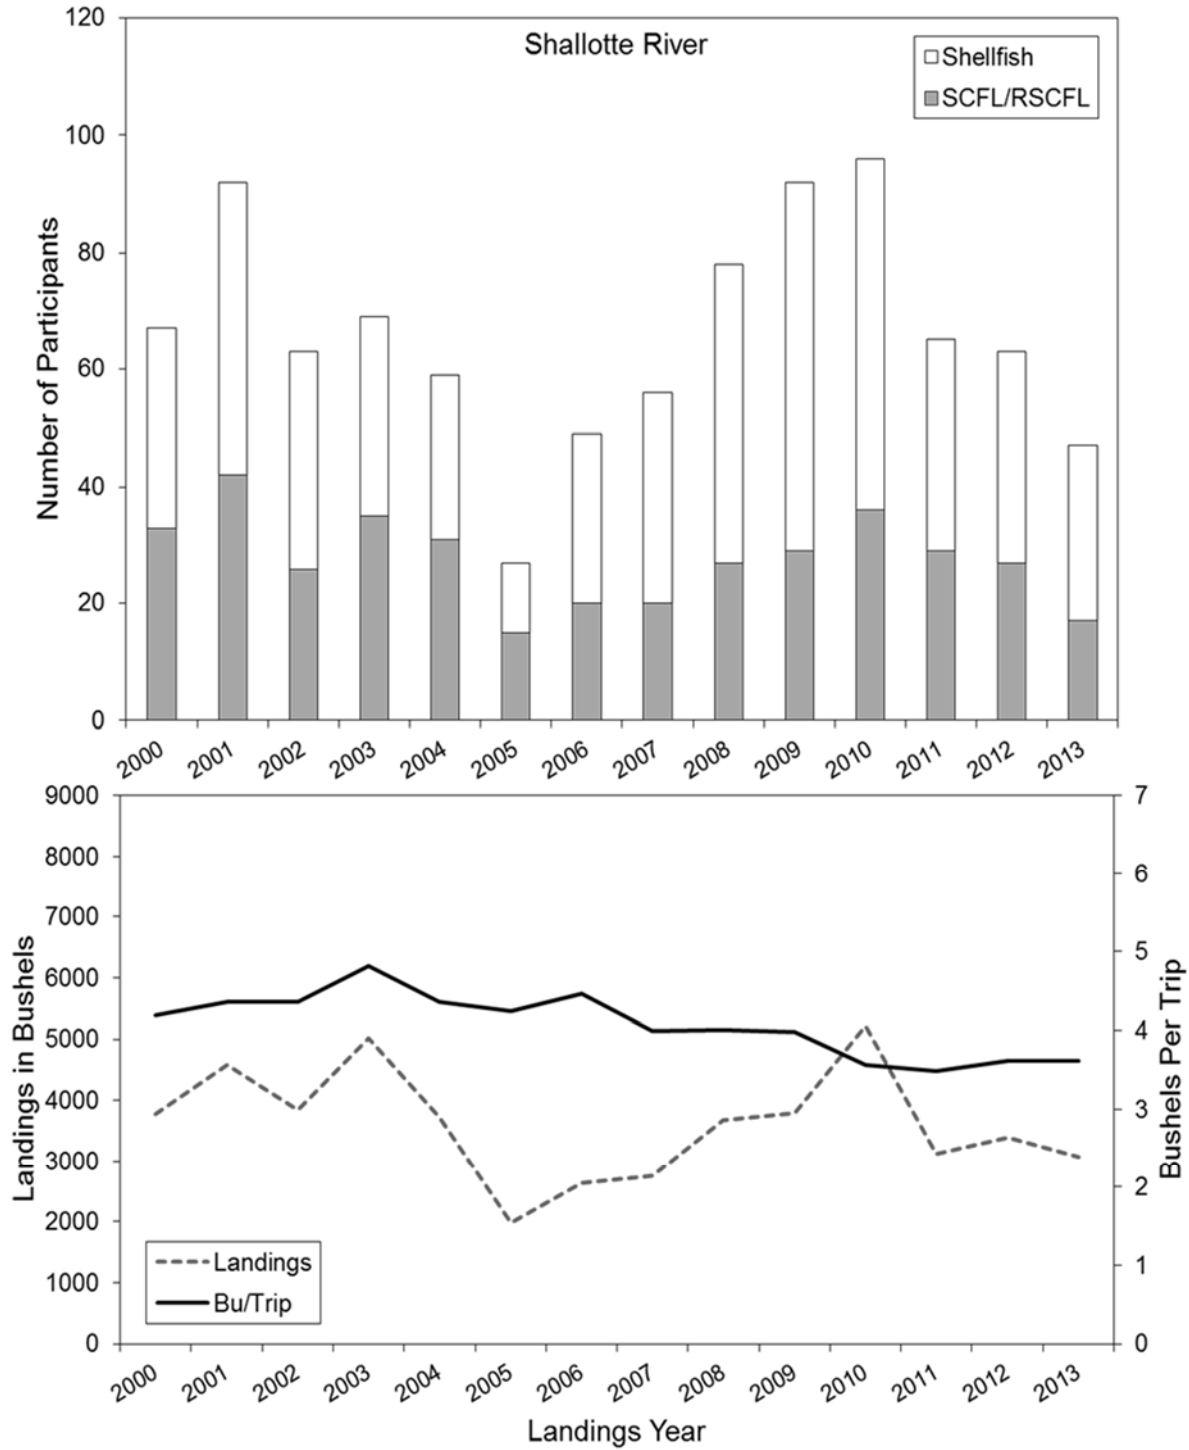 Shallotte River
Shellfish
SCFL/RSCFL
Number of Participants
120
100
80
60
40
20
0
2000 2001 2002 2003 2004 2005 2006 2007 2008 2009 2010 2011 2012 2013
Landings in Bushels
9000
8000
7000
6000
5000
4000
3000
2000
1000
0
Landings
Bu/Trip
7
6
5
4
3
2
1
0
Bushels Per Trip
2000 2001 2002 2003 2004 2005 2006 2007 2008 2009 2010 2011 2012 2013
Landings Year